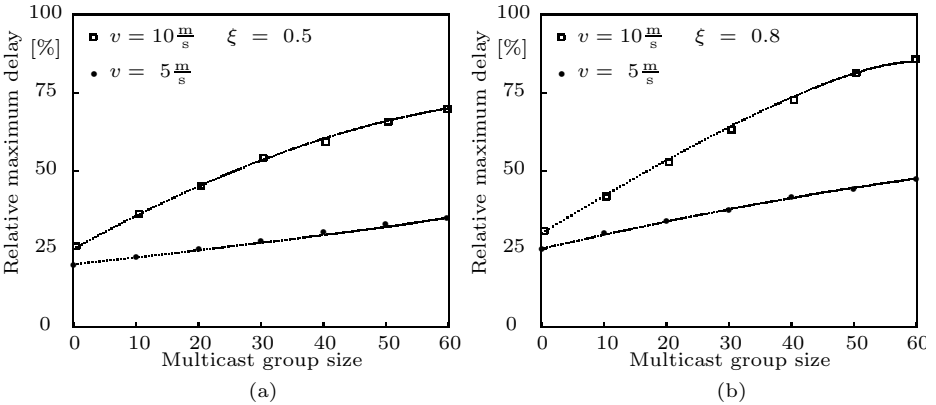 100
[%]
75
50
25
0
Relative maximum delay
v = 10 m/s ξ = 0.5
v = 5 m/s
0 10 20 30 40 50 60
Multicast group size
(a)
100
[%]
75
50
25
0
Relative maximum delay
v = 10 m/s ξ = 0.8
v = 5 m/s
0 10 20 30 40 50 60
Multicast group size
(b)